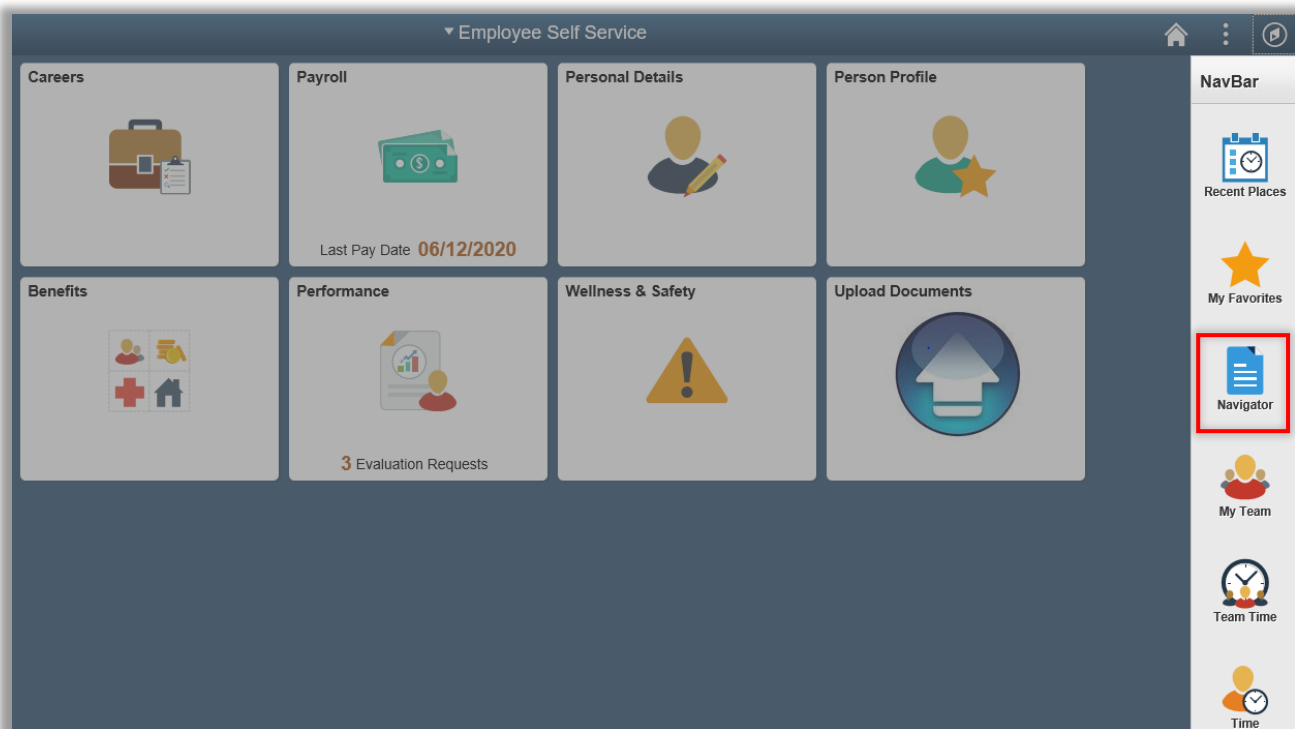 Employee Self Service
NavBar
Careers
Payroll
Last Pay Date 06/12/2020
Personal Details
Person Profile
Benefits
Performance
3 Evaluation Requests
Wellness & Safety
Upload Documents
Recent Places
My Favorites
Navigator
My Team
Team Time
Time